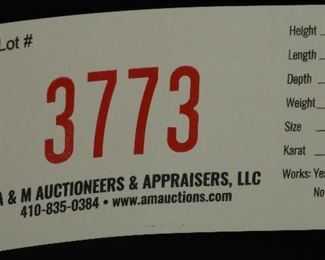 Lot #
3773
A & M AUCTIONEERS & APPRAISERS, LLC
410-835-0384 • www.amauctions.com
Height
Length
Depth
Weight
Size
Karat
Works: Yes
No